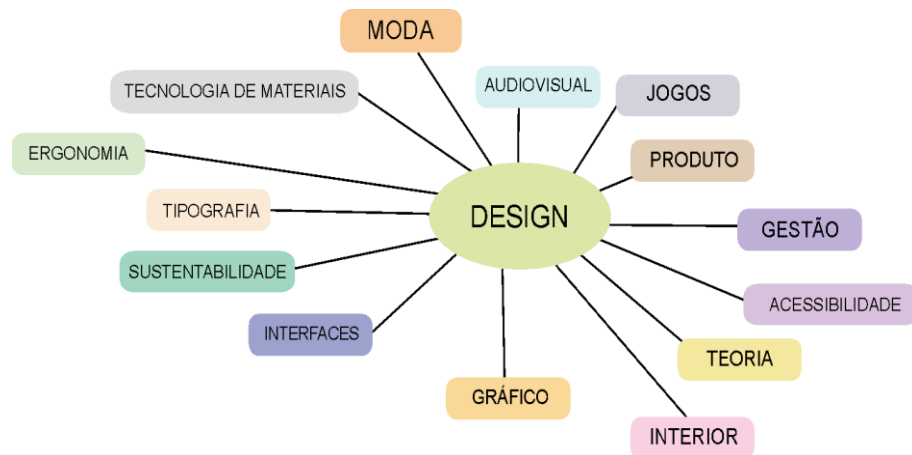 MODA
AUDIOVISUAL
TECNOLOGIA DE MATERIAIS
JOGOS
ERGONOMIA
PRODUTO
TIPOGRAFIA
DESIGN
GESTÃO
SUSTENTABILIDADE
ACESSIBILIDADE
INTERFACES
TEORIA
GRÁFICO
INTERIOR